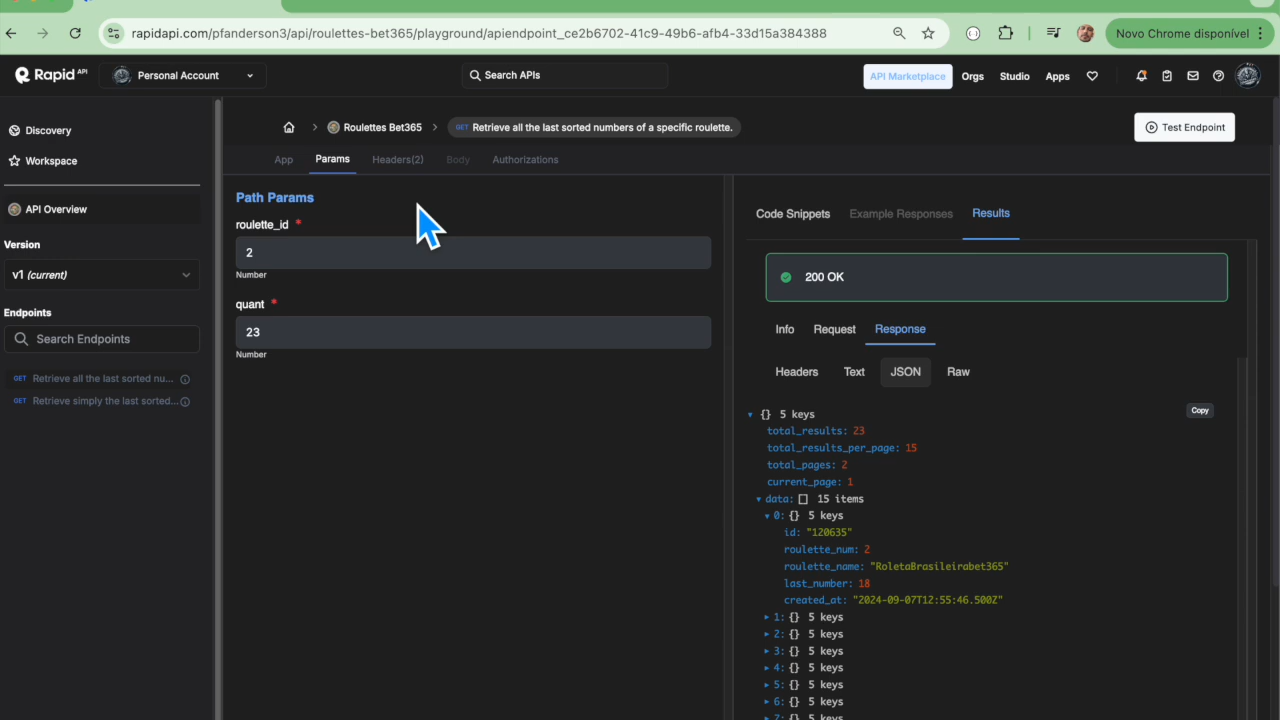 rapidapi.com/pfanderson3/api/roulettes-bet365/playground/apiendpoint_ce2b6702-41c9-49b6-afb4-33d15a384388
Novo Chrome disponível
Rapid API
Personal Account
Search APIs
API Marketplace
Orgs
Studio
Apps
Discovery
Workspace
API Overview
Version
v1 (current)
Endpoints
Search Endpoints
GET Retrieve all the last sorted nu...
GET Retrieve simply the last sorted...
Roulettes Bet365
GET Retrieve all the last sorted numbers of a specific roulette.
Test Endpoint
App
Params
Headers(2)
Body
Authorizations
Path Params
roulette_id *
2
Number
quant *
23
Number
Code Snippets
Example Responses
Results
200 OK
Info
Request
Response
Headers
Text
JSON
Raw
Copy
{} 5 keys
total_results: 23
total_results_per_page: 15
total_pages: 2
current_page: 1
data: [] 15 items
0: {} 5 keys
id: "120635"
roulette_num: 2
roulette_name: "RoletaBrasileirabet365"
last_number: 18
created_at: "2024-09-07T12:55:46.500Z"
1: {} 5 keys
2: {} 5 keys
3: {} 5 keys
4: {} 5 keys
5: {} 5 keys
6: {} 5 keys
7: {} 5 keys